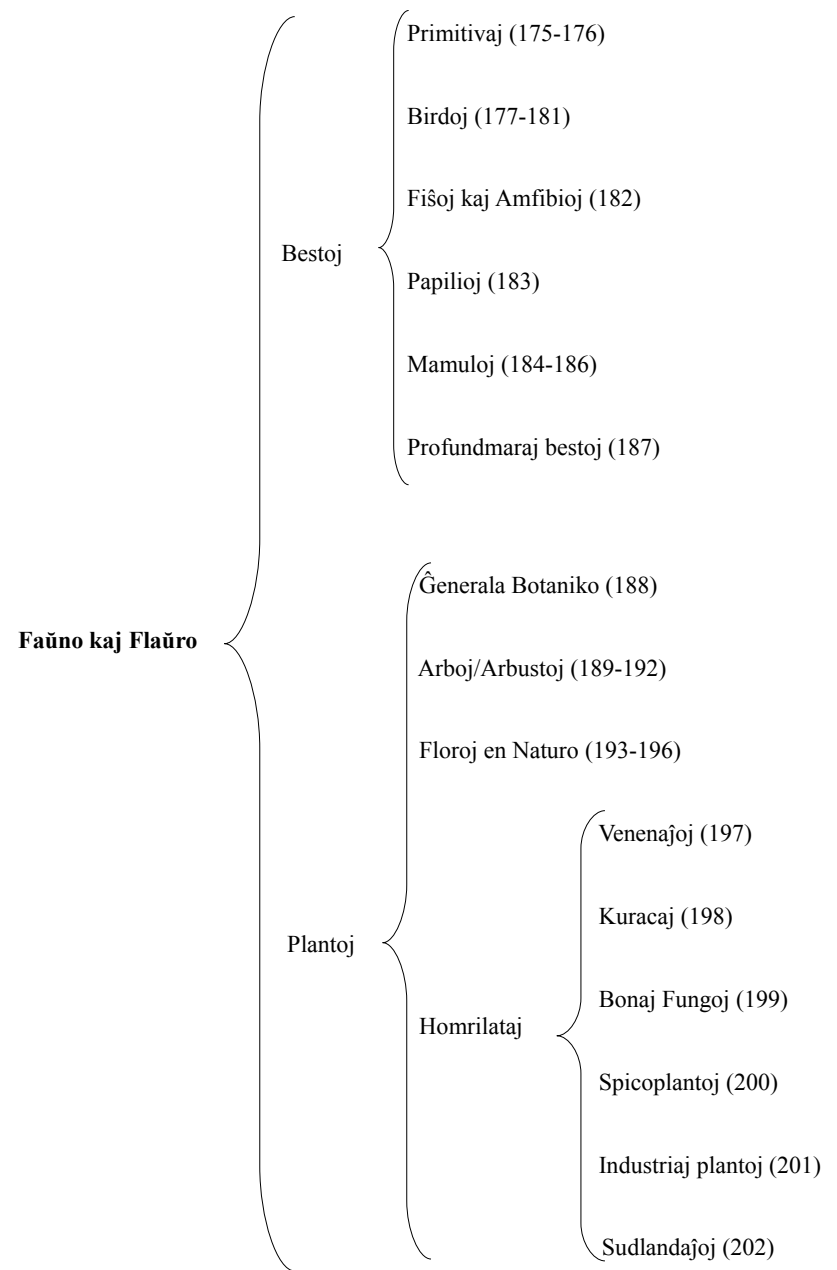 Faŭno kaj Flaŭro
Bestoj
Primitivaj (175-176)
Birdoj (177-181)
Fiŝoj kaj Amfibioj (182)
Papilioj (183)
Mamuloj (184-186)
Profundmaraj bestoj (187)
Plantoj
Ĝenerala Botaniko (188)
Arboj/Arbustoj (189-192)
Floroj en Naturo (193-196)
Homrilataj
Venenaĵoj (197)
Kuracaj (198)
Bonaj Fungoj (199)
Spicoplantoj (200)
Industriaj plantoj (201)
Sudlandaĵoj (202)